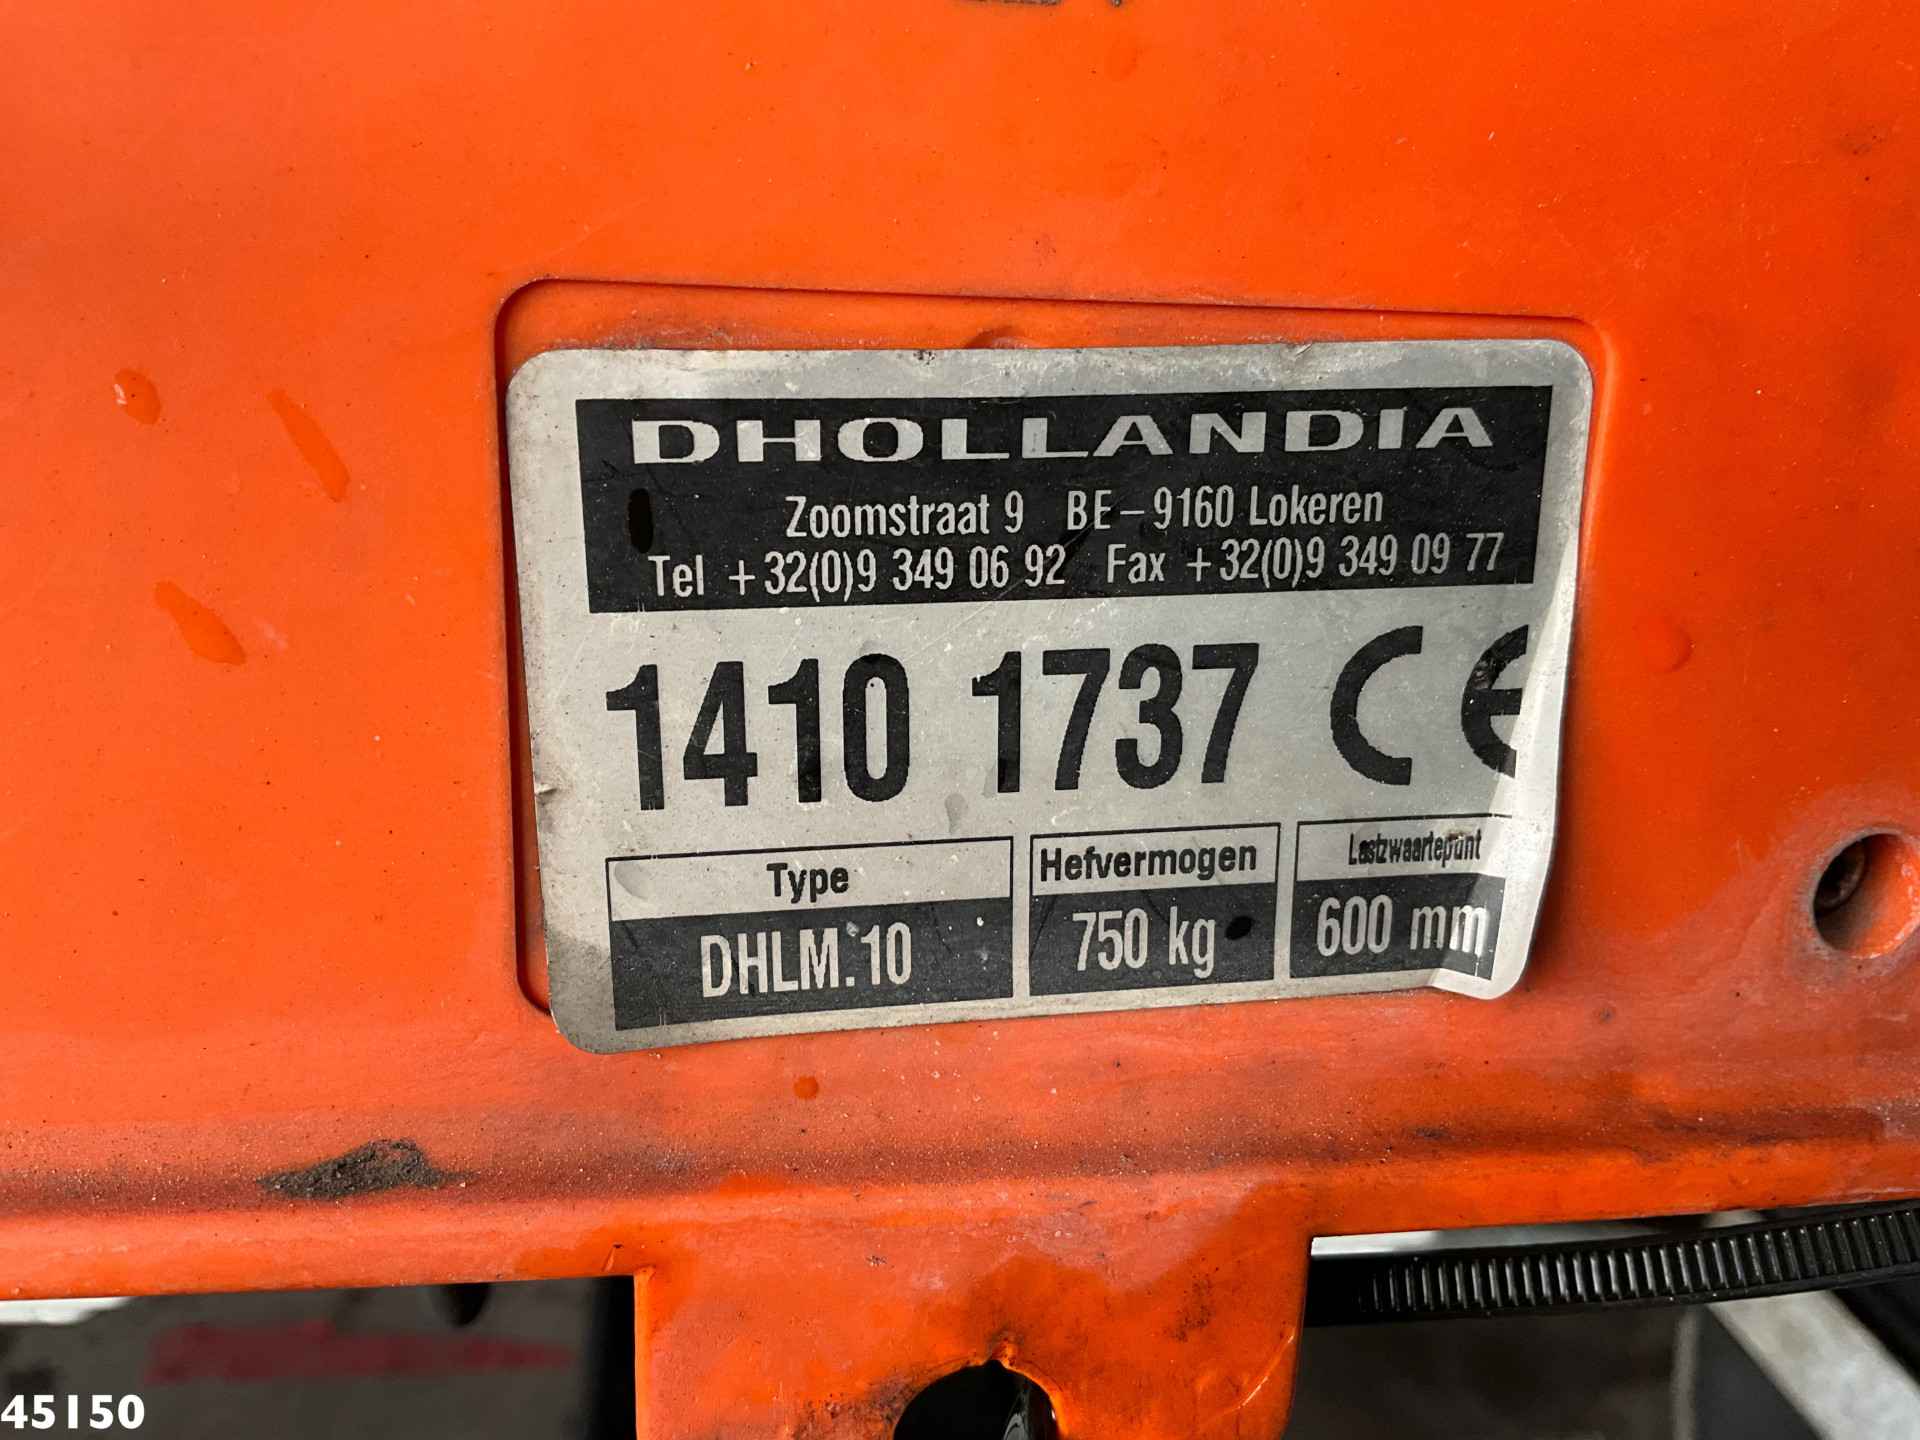 DHOLLANDIA
Zoomstraat 9 BE - 9160 Lokeren
Tel +32(0)9 349 06 92 Fax +32(0)9 349 09 77
1410 1737 CE
Type Hefvermogen Lastzwaartepunt
DHLM.10 750 kg 600 mm
45150